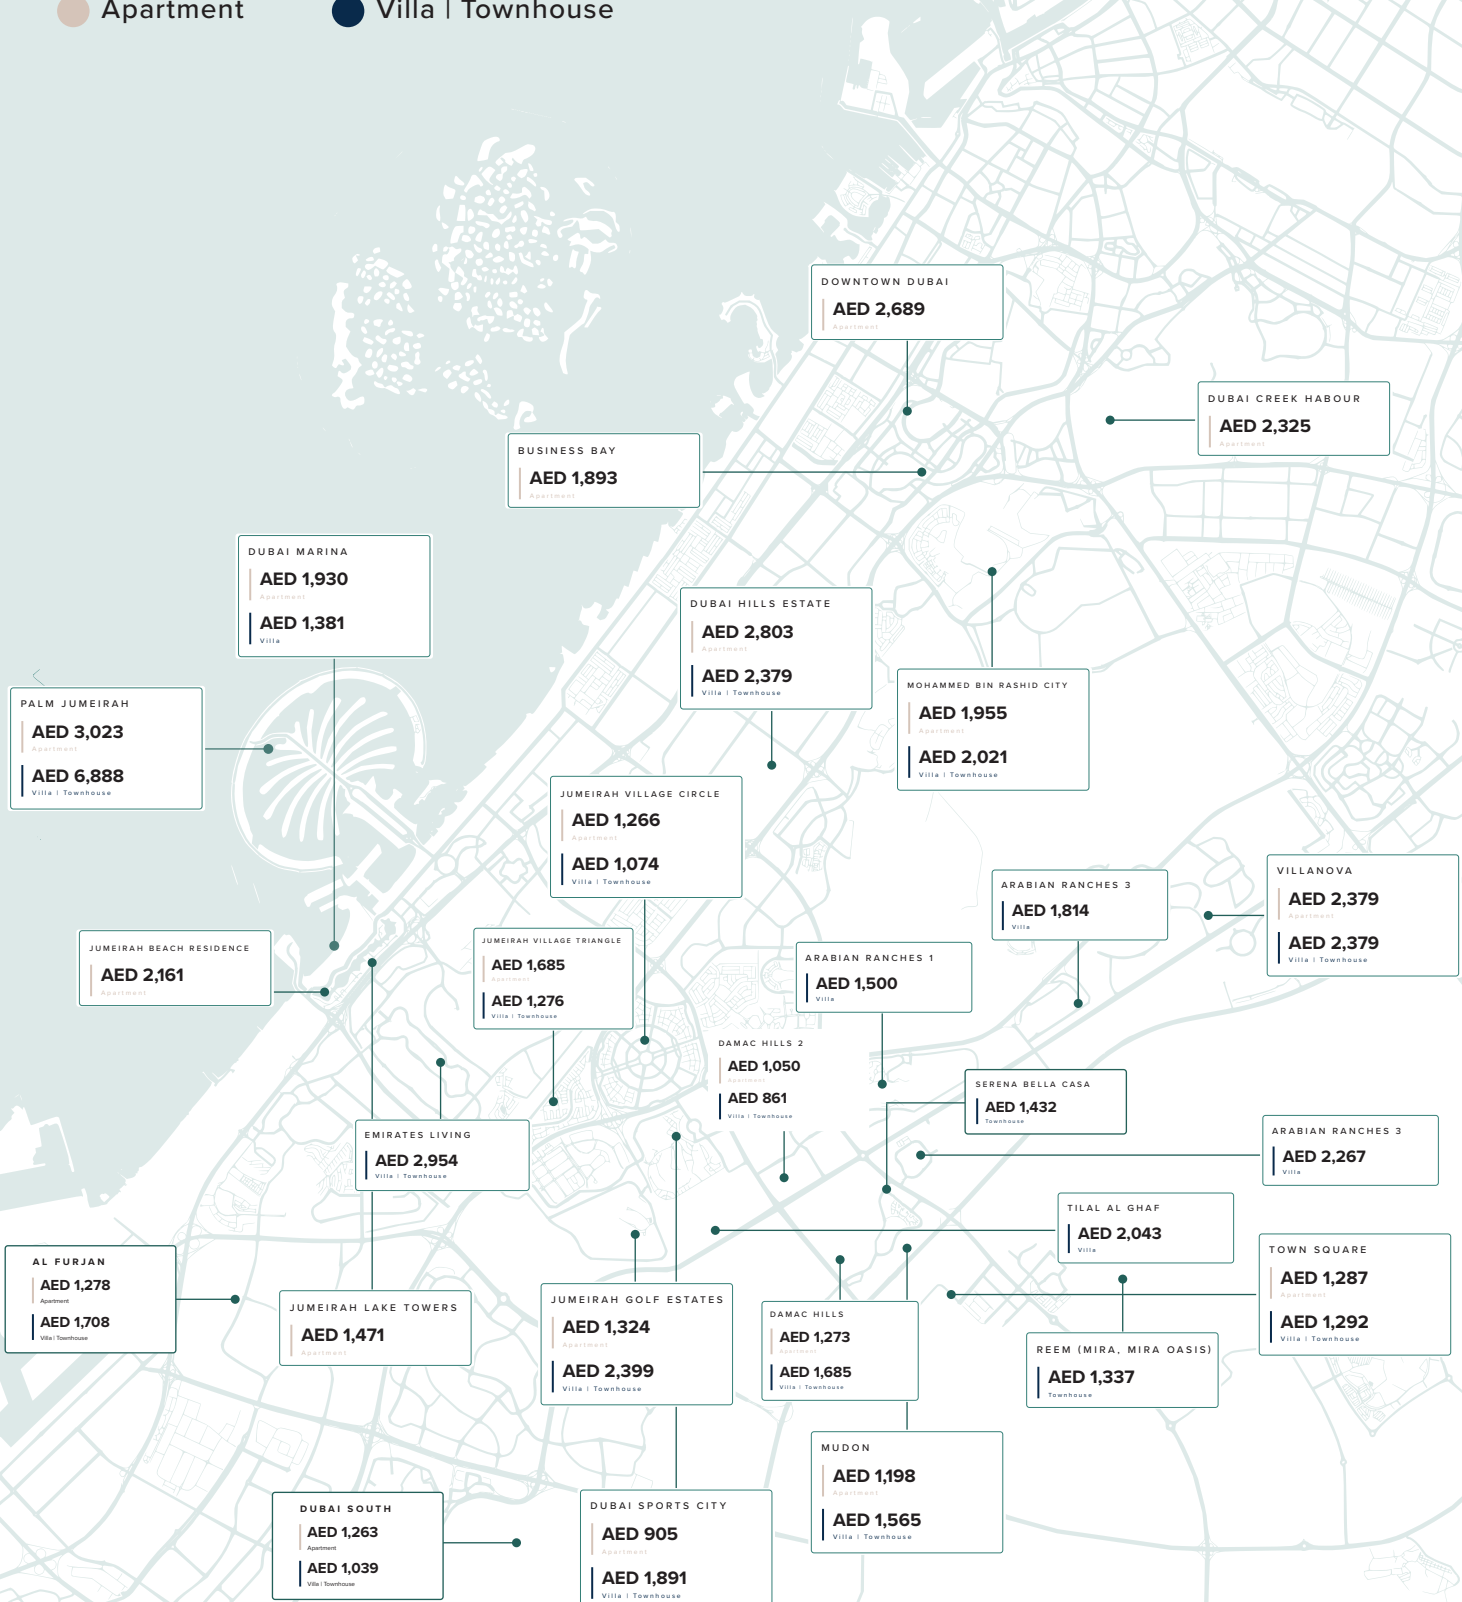 Apartment
Villa | Townhouse
DOWNTOWN DUBAI
AED 2,689
Apartment
DUBAI CREEK HABOUR
AED 2,325
Apartment
BUSINESS BAY
AED 1,893
Apartment
DUBAI MARINA
AED 1,930
Apartment
AED 1,381
Villa
DUBAI HILLS ESTATE
AED 2,803
Apartment
AED 2,379
Villa | Townhouse
MOHAMMED BIN RASHID CITY
AED 1,955
Apartment
AED 2,021
Villa | Townhouse
PALM JUMEIRAH
AED 3,023
Apartment
AED 6,888
Villa | Townhouse
JUMEIRAH VILLAGE CIRCLE
AED 1,266
Apartment
AED 1,074
Villa | Townhouse
VILLANOVA
AED 2,379
Apartment
AED 2,379
Villa | Townhouse
ARABIAN RANCHES 3
AED 1,814
Villa
JUMEIRAH BEACH RESIDENCE
AED 2,161
Apartment
JUMEIRAH VILLAGE TRIANGLE
AED 1,685
Apartment
AED 1,276
Villa | Townhouse
ARABIAN RANCHES 1
AED 1,500
Villa
DAMAC HILLS 2
AED 1,050
Apartment
AED 861
Villa | Townhouse
SERENA BELLA CASA
AED 1,432
Townhouse
EMIRATES LIVING
AED 2,954
Villa | Townhouse
ARABIAN RANCHES 3
AED 2,267
Villa
TILAL AL GHAF
AED 2,043
Villa
AL FURJAN
AED 1,278
Apartment
AED 1,708
Villa | Townhouse
TOWN SQUARE
AED 1,287
Apartment
AED 1,292
Villa | Townhouse
JUMEIRAH LAKE TOWERS
AED 1,471
Apartment
JUMEIRAH GOLF ESTATES
AED 1,324
Apartment
AED 2,399
Villa | Townhouse
DAMAC HILLS
AED 1,273
Apartment
AED 1,685
Villa | Townhouse
REEM (MIRA, MIRA OASIS)
AED 1,337
Townhouse
MUDON
AED 1,198
Apartment
AED 1,565
Villa | Townhouse
DUBAI SOUTH
AED 1,263
Apartment
AED 1,039
Villa | Townhouse
DUBAI SPORTS CITY
AED 905
Apartment
AED 1,891
Villa | Townhouse